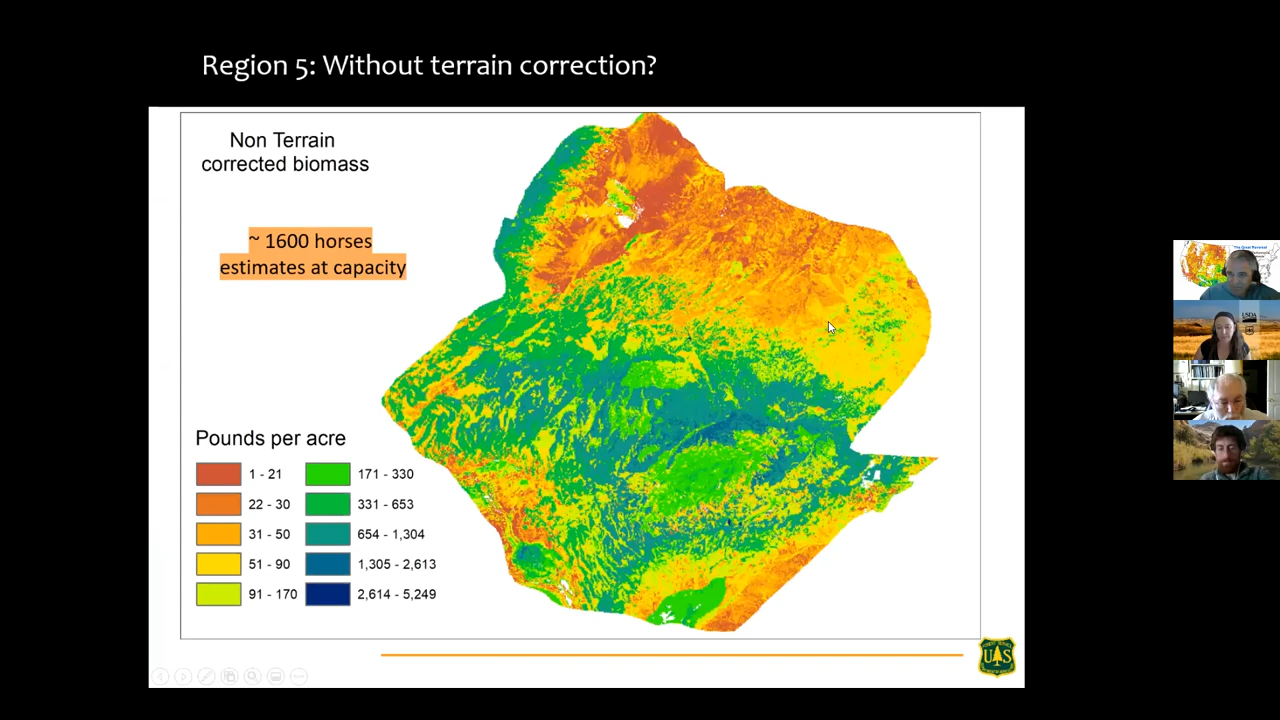 Region 5: Without terrain correction?
Non Terrain
corrected biomass
~ 1600 horses
estimates at capacity
Pounds per acre
1 - 21
22 - 30
31 - 50
51 - 90
91 - 170
171 - 330
331 - 653
654 - 1,304
1,305 - 2,613
2,614 - 5,249
U S
USDA